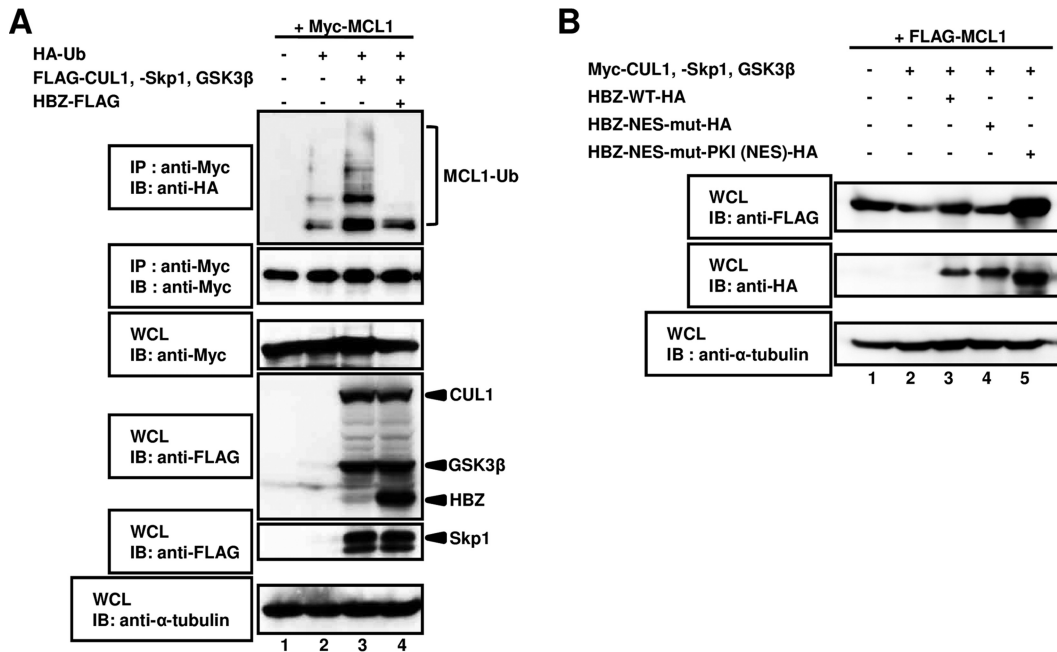 A
+ Myc-MCL1
HA-Ub - + + +
FLAG-CUL1, -Skp1, GSK3β - - + +
HBZ-FLAG - - - +
IP : anti-Myc
IB: anti-HA
MCL1-Ub
IP : anti-Myc
IB : anti-Myc
WCL
IB: anti-Myc
WCL
IB: anti-FLAG
CUL1
GSK3β
HBZ
WCL
IB: anti-FLAG
Skp1
WCL
IB: anti-α-tubulin
1 2 3 4
B
+ FLAG-MCL1
Myc-CUL1, -Skp1, GSK3β - + + + +
HBZ-WT-HA - - + - -
HBZ-NES-mut-HA - - - + -
HBZ-NES-mut-PKI (NES)-HA - - - - +
WCL
IB: anti-FLAG
WCL
IB: anti-HA
WCL
IB : anti-α-tubulin
1 2 3 4 5